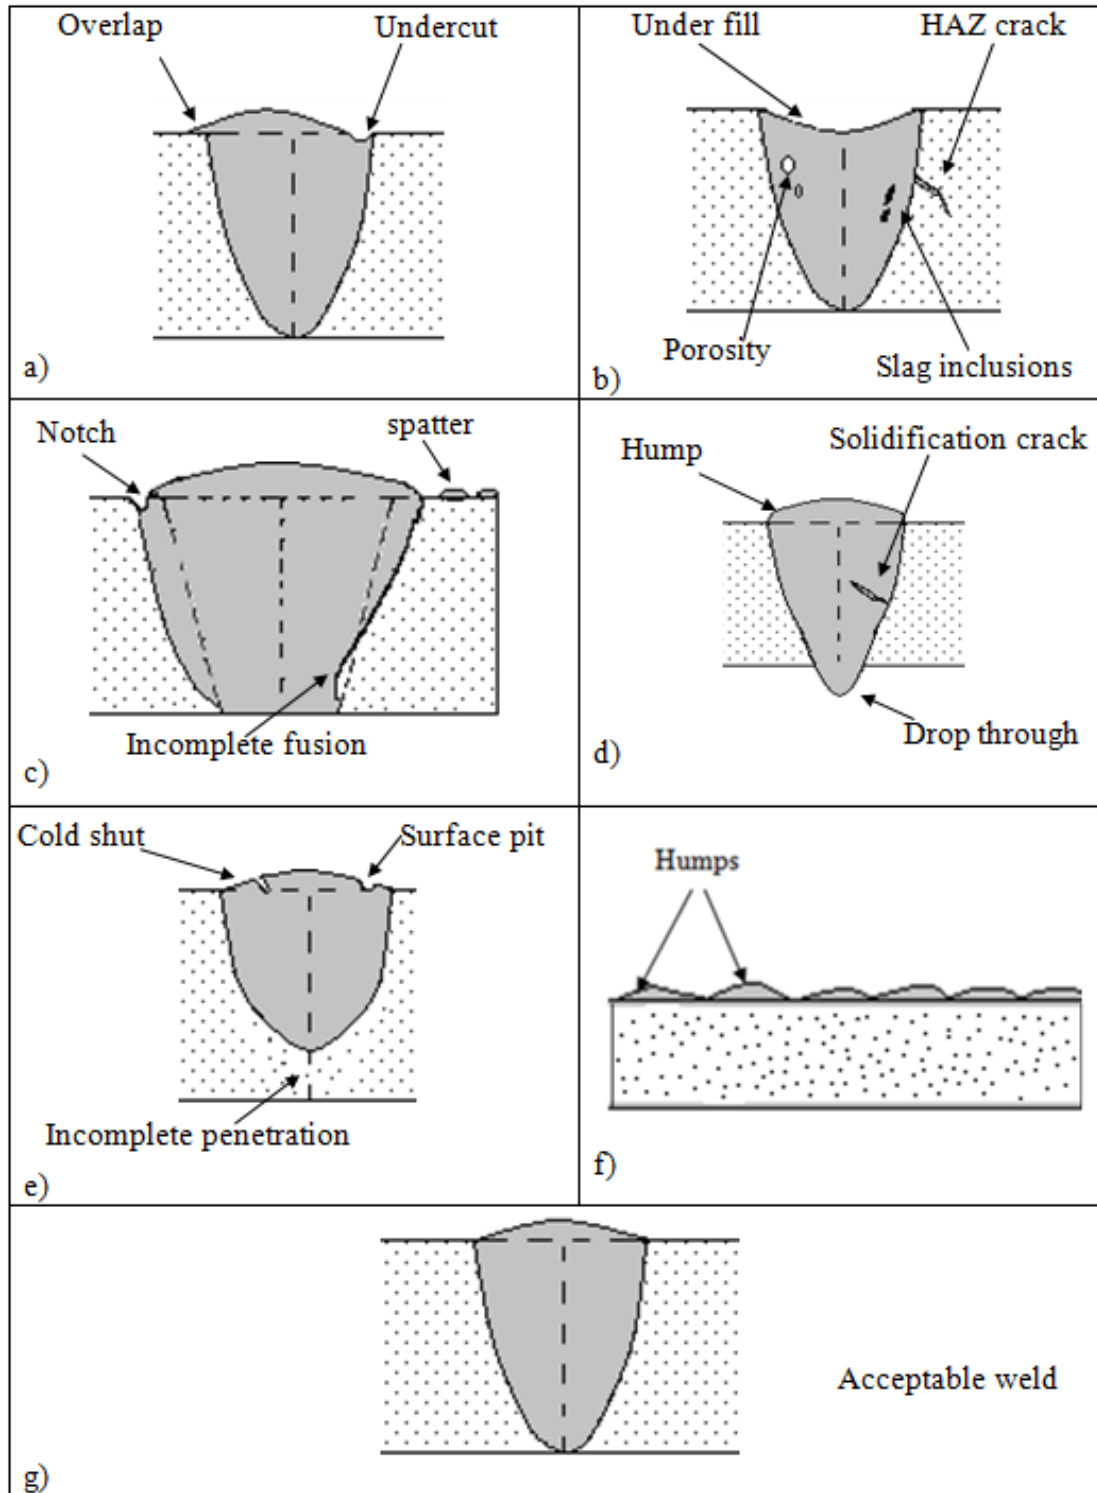 Overlap
Undercut
a)
Under fill
HAZ crack
Porosity
Slag inclusions
b)
Notch
spatter
Incomplete fusion
c)
Hump
Solidification crack
Drop through
d)
Cold shut
Surface pit
Incomplete penetration
e)
Humps
f)
Acceptable weld
g)